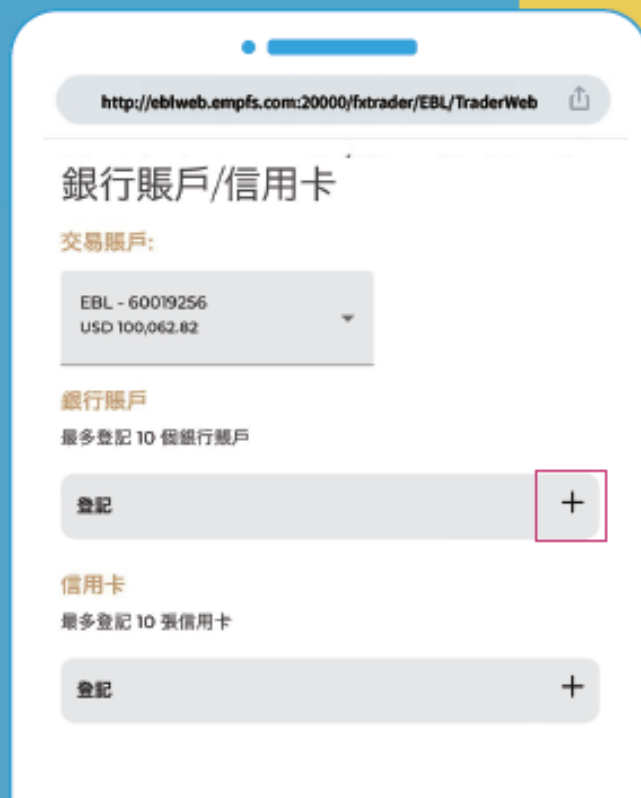 http://eblweb.empfs.com:20000/fxtrader/EBL/TraderWeb
銀行賬戶/信用卡
交易賬戶:
EBL - 60019256
USD 100,062.82
銀行賬戶
最多登記 10 個銀行賬戶
登記 +
信用卡
最多登記 10 張信用卡
登記 +